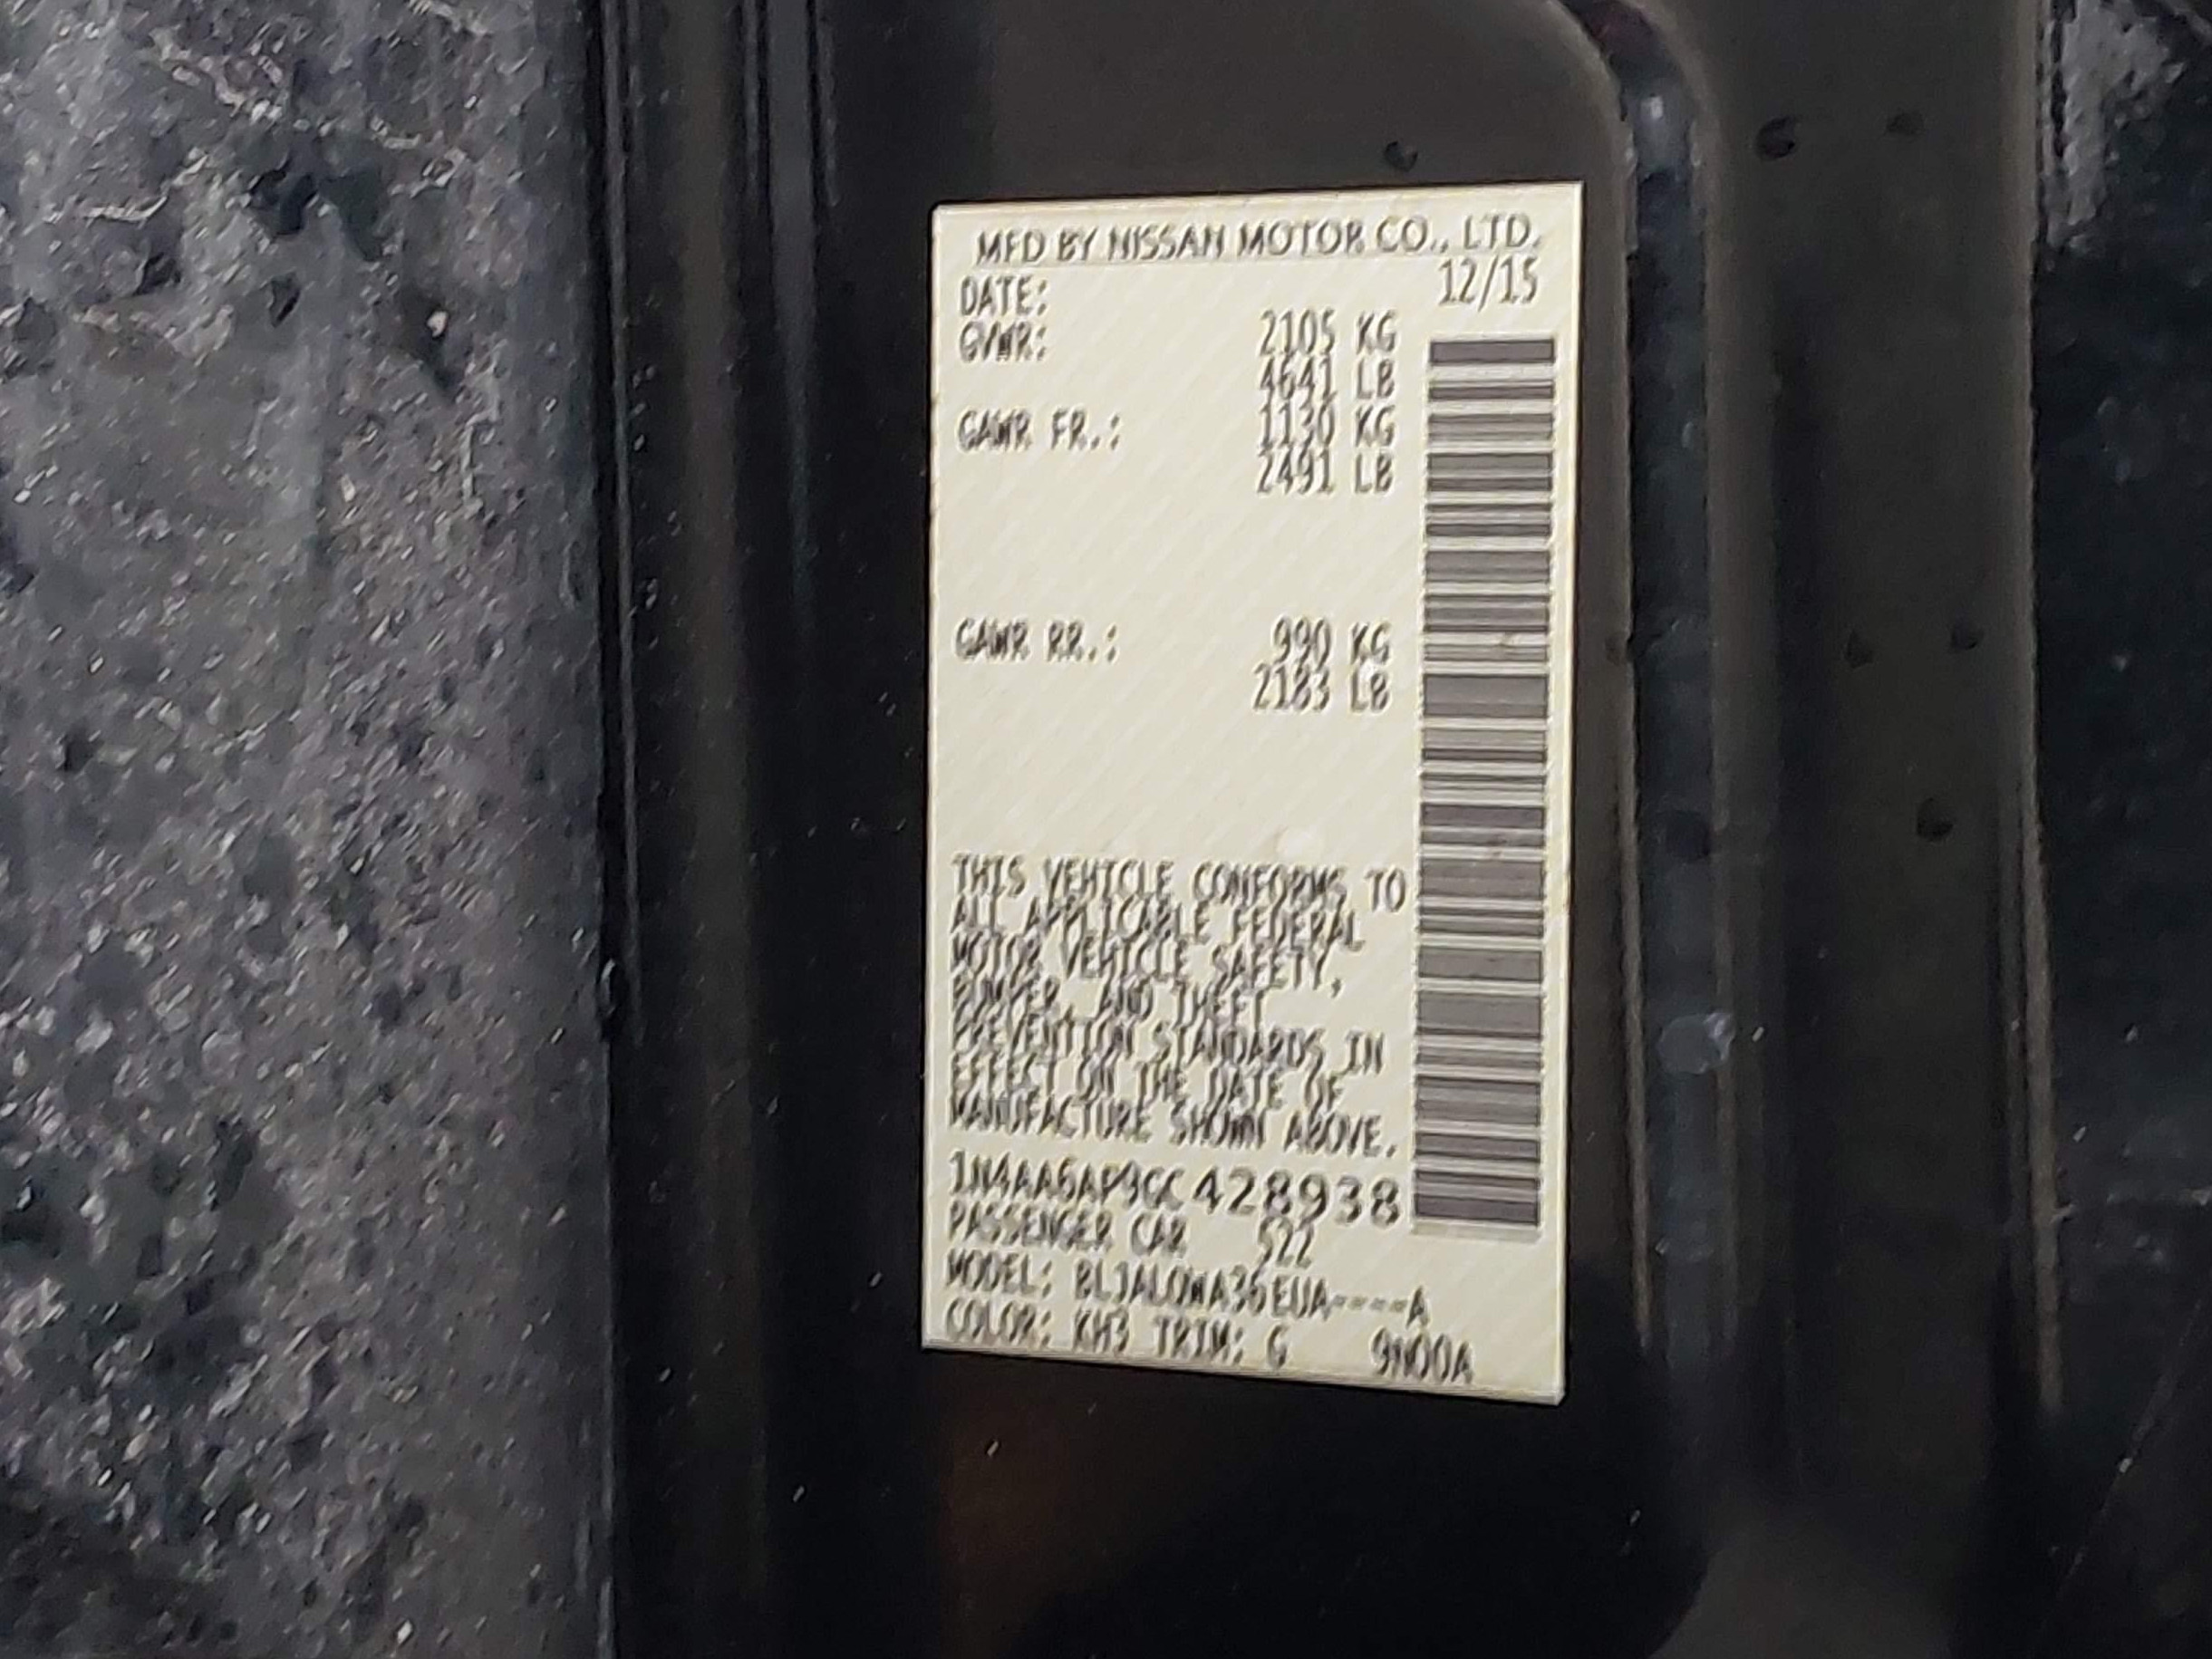 MFD BY NISSAN MOTOR CO., LTD.
DATE: 12/15
GVWR: 2105 KG
4641 LB
GAWR FR.: 1130 KG
2491 LB
GAWR RR.: 990 KG
2183 LB
THIS VEHICLE CONFORMS TO
ALL APPLICABLE FEDERAL
MOTOR VEHICLE SAFETY,
BUMPER, AND THEFT
PREVENTION STANDARDS IN
EFFECT ON THE DATE OF
MANUFACTURE SHOWN ABOVE.
1N4AA6AP9GC428938
PASSENGER CAR 522
MODEL: BLJALQWA36EUA----A
COLOR: KH3 TRIM: G 9N00A